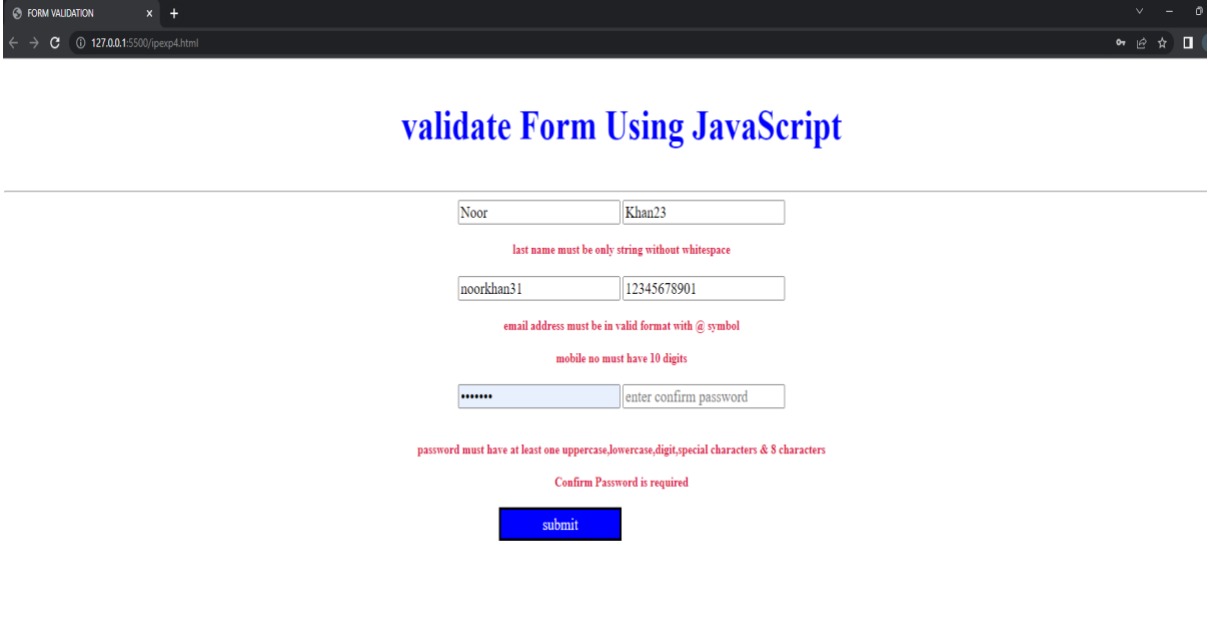 FORM VALIDATION
127.0.0.1:5500/ipexp4.html
validate Form Using JavaScript
Noor Khan23
last name must be only string without whitespace
noorkhan31 12345678901
email address must be in valid format with @ symbol
mobile no must have 10 digits
••••••• enter confirm password
password must have at least one uppercase,lowercase,digit,special characters & 8 characters
Confirm Password is required
submit